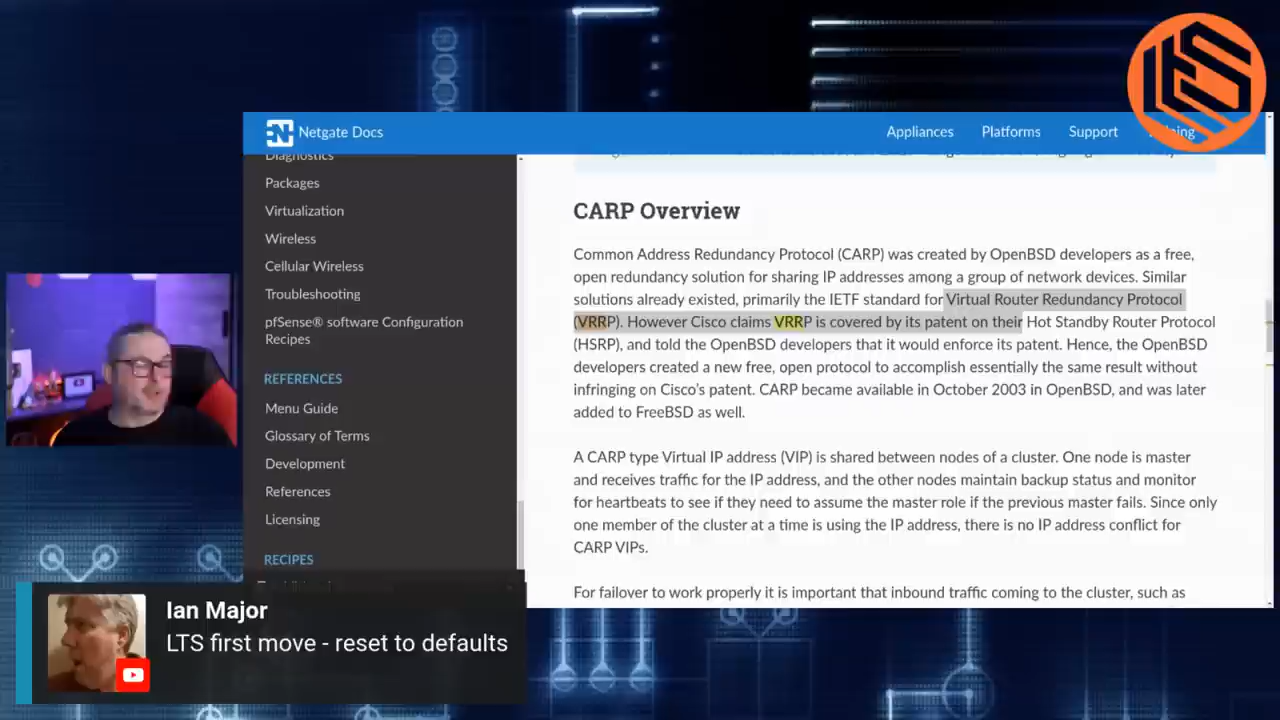 Netgate Docs
Appliances
Platforms
Support
Diagnostics
Packages
Virtualization
Wireless
Cellular Wireless
Troubleshooting
pfSense® software Configuration
Recipes
REFERENCES
Menu Guide
Glossary of Terms
Development
References
Licensing
RECIPES
CARP Overview
Common Address Redundancy Protocol (CARP) was created by OpenBSD developers as a free,
open redundancy solution for sharing IP addresses among a group of network devices. Similar
solutions already existed, primarily the IETF standard for Virtual Router Redundancy Protocol
(VRRP). However Cisco claims VRRP is covered by its patent on their Hot Standby Router Protocol
(HSRP), and told the OpenBSD developers that it would enforce its patent. Hence, the OpenBSD
developers created a new free, open protocol to accomplish essentially the same result without
infringing on Cisco's patent. CARP became available in October 2003 in OpenBSD, and was later
added to FreeBSD as well.
A CARP type Virtual IP address (VIP) is shared between nodes of a cluster. One node is master
and receives traffic for the IP address, and the other nodes maintain backup status and monitor
for heartbeats to see if they need to assume the master role if the previous master fails. Since only
one member of the cluster at a time is using the IP address, there is no IP address conflict for
CARP VIPs.
For failover to work properly it is important that inbound traffic coming to the cluster, such as
Ian Major
LTS first move - reset to defaults